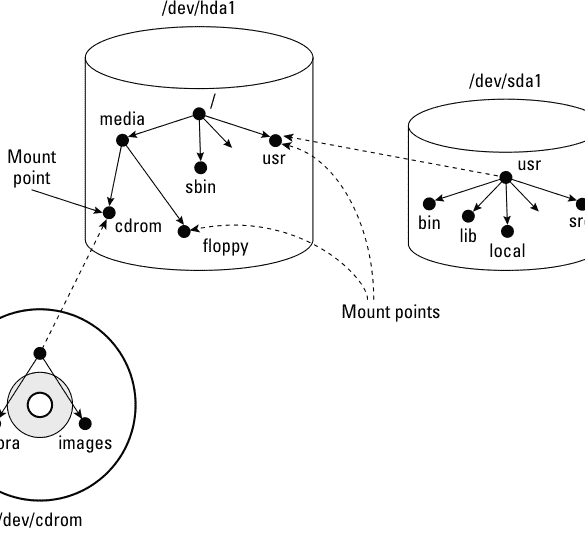 /dev/hda1
/dev/sda1
/
media
usr
usr
Mount
point
sbin
cdrom
floppy
bin
lib
local
Mount points
images
/dev/cdrom